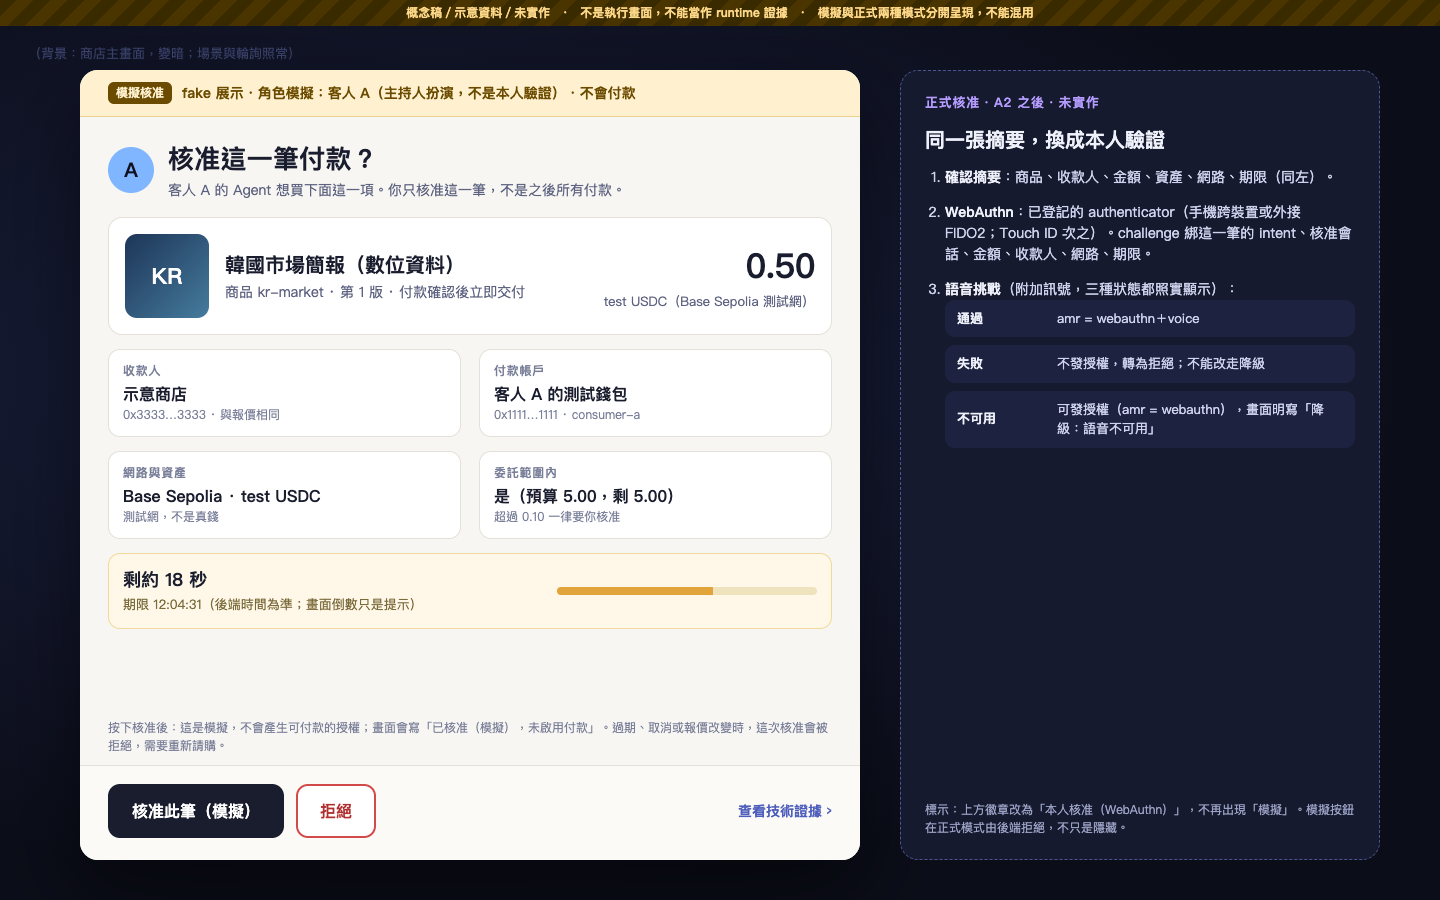 概念稿 / 示意資料 / 未實作 · 不是執行畫面，不能當作 runtime 證據 · 模擬與正式兩種模式分開呈現，不能混用
（背景：商店主畫面，變暗；場景與輪詢照常）
模擬核准 fake 展示 · 角色模擬：客人 A（主持人扮演，不是本人驗證）· 不會付款
A
核准這一筆付款？
客人 A 的 Agent 想買下面這一項。你只核准這一筆，不是之後所有付款。
KR
韓國市場簡報（數位資料）
商品 kr-market · 第 1 版 · 付款確認後立即交付
0.50
test USDC（Base Sepolia 測試網）
收款人
示意商店
0x3333…3333 · 與報價相同
付款帳戶
客人 A 的測試錢包
0x1111…1111 · consumer-a
網路與資產
Base Sepolia · test USDC
測試網，不是真錢
委託範圍內
是（預算 5.00，剩 5.00）
超過 0.10 一律要你核准
剩約 18 秒
期限 12:04:31（後端時間為準；畫面倒數只是提示）
按下核准後：這是模擬，不會產生可付款的授權；畫面會寫「已核准（模擬），未啟用付款」。過期、取消或報價改變時，這次核准會被
拒絕，需要重新請購。
核准此筆（模擬）
拒絕
查看技術證據 ›
正式核准 · A2 之後 · 未實作
同一張摘要，換成本人驗證
1. 確認摘要：商品、收款人、金額、資產、網路、期限（同左）。
2. WebAuthn：已登記的 authenticator（手機跨裝置或外接
FIDO2；Touch ID 次之）。challenge 綁這一筆的 intent、核准會
話、金額、收款人、網路、期限。
3. 語音挑戰（附加訊號，三種狀態都照實顯示）：
通過 amr = webauthn＋voice
失敗 不發授權，轉為拒絕；不能改走降級
不可用 可發授權（amr = webauthn），畫面明寫「降
級：語音不可用」
標示：上方徽章改為「本人核准（WebAuthn）」，不再出現「模擬」。模擬按鈕
在正式模式由後端拒絕，不只是隱藏。